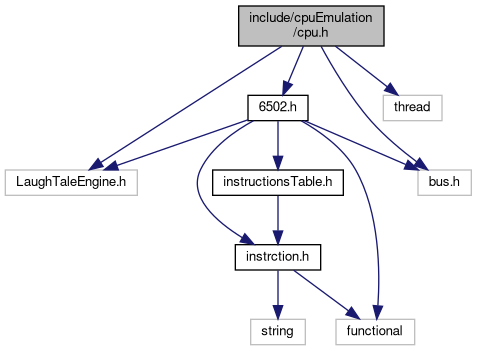 include/cpuEmulation
/cpu.h
6502.h
thread
LaughTaleEngine.h
instructionsTable.h
bus.h
instrction.h
string
functional